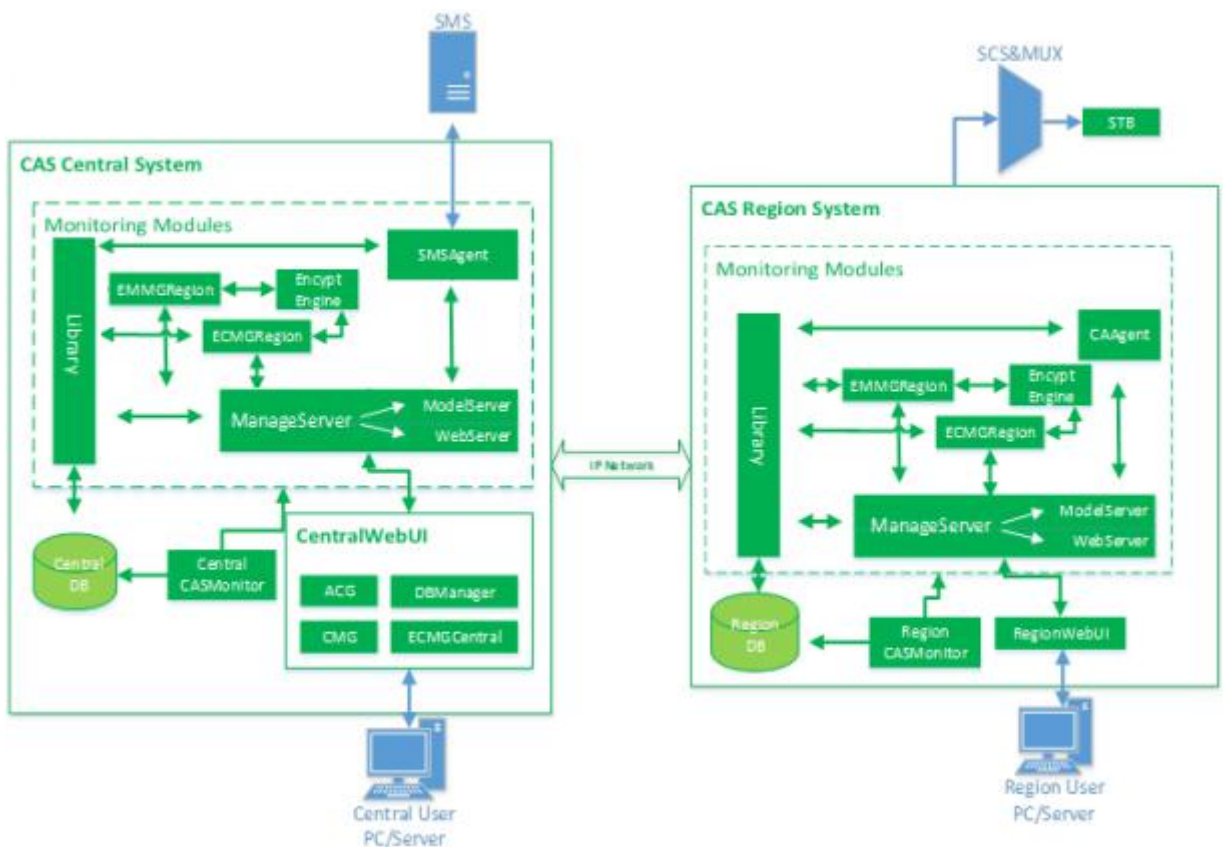 SMS
SCS&MUX
STB
CAS Central System
Monitoring Modules
SMSAgent
EMMGRegion
Encypt
Engine
Library
ECMGRegion
ManageServer
ModelServer
WebServer
CentralWebUI
Central
DB
Central
CASMonitor
ACG
DBManager
CMG
ECMGCentral
Central User
PC/Server
IP Network
CAS Region System
Monitoring Modules
CAAgent
EMMGRegion
Encypt
Engine
Library
ECMGRegion
ManageServer
ModelServer
WebServer
Region
DB
Region
CASMonitor
RegionWebUI
Region User
PC/Server